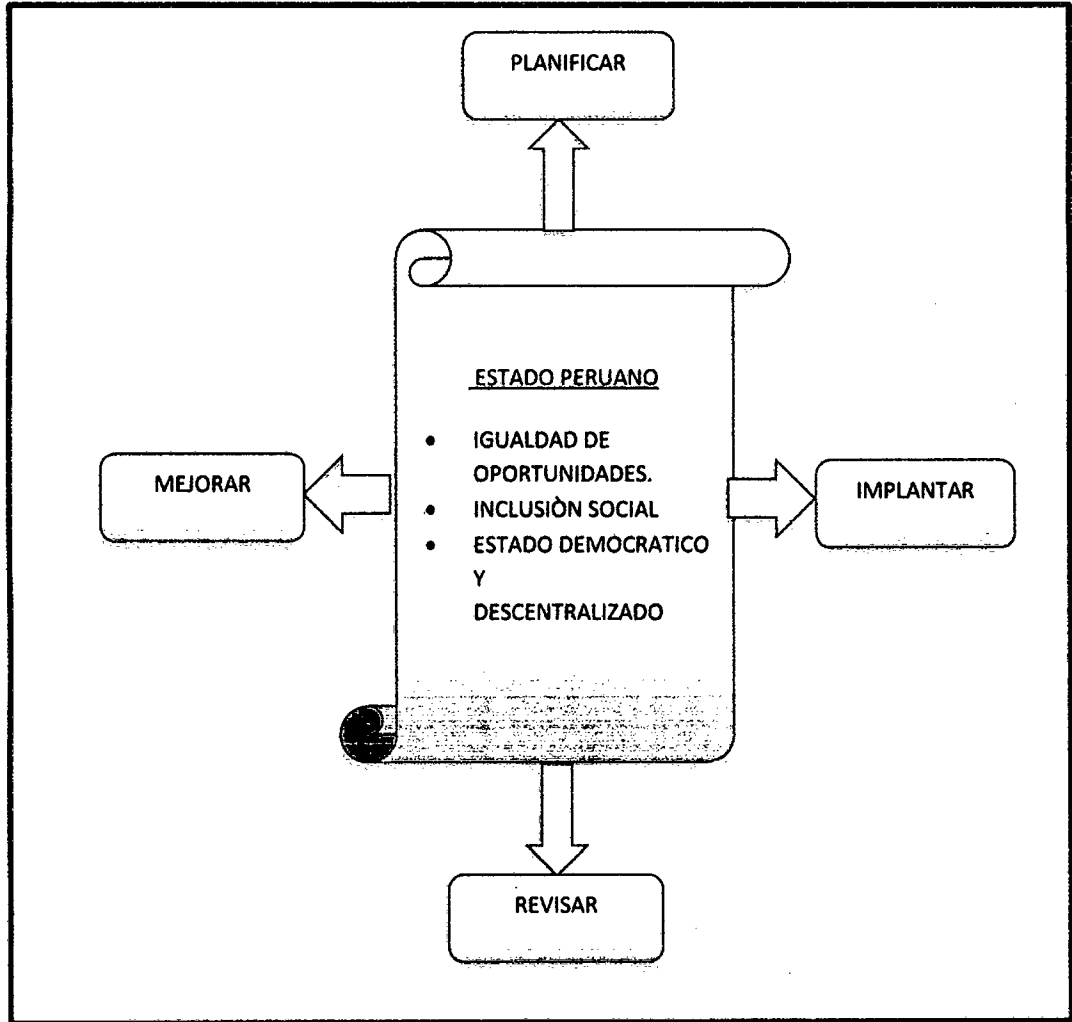 PLANIFICAR
ESTADO PERUANO
• IGUALDAD DE
OPORTUNIDADES.
• INCLUSIÒN SOCIAL
• ESTADO DEMOCRATICO
Y
DESCENTRALIZADO
MEJORAR
IMPLANTAR
REVISAR